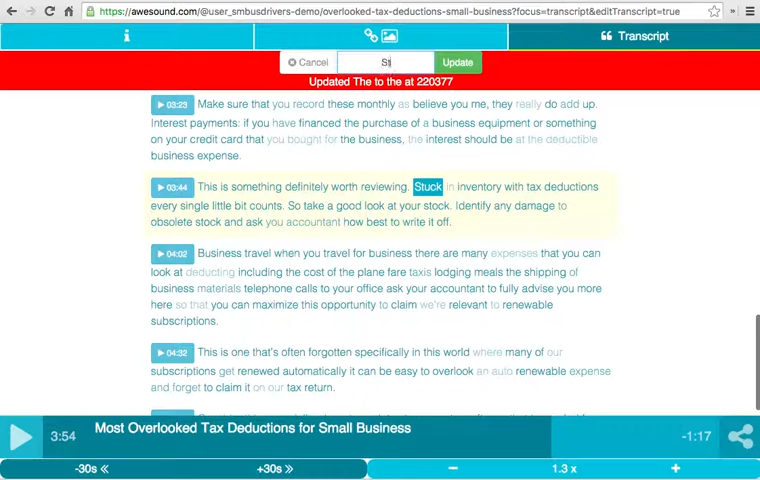 https://awesound.com/@user_smbusdrivers-demo/overlooked-tax-deductions-small-business?focus=transcript&editTranscript=true
Transcript
Cancel St Update
Updated The to the at 220377
03:23 Make sure that you record these monthly as believe you me, they really do add up.
Interest payments: if you have financed the purchase of a business equipment or something
on your credit card that you bought for the business, the interest should be at the deductible
business expense.
03:44 This is something definitely worth reviewing. Stuck in inventory with tax deductions
every single little bit counts. So take a good look at your stock. Identify any damage to
obsolete stock and ask you accountant how best to write it off.
04:02 Business travel when you travel for business there are many expenses that you can
look at deducting including the cost of the plane fare taxis lodging meals the shipping of
business materials telephone calls to your office ask your accountant to fully advise you more
here so that you can maximize this opportunity to claim we're relevant to renewable
subscriptions.
04:32 This is one that's often forgotten specifically in this world where many of our
subscriptions get renewed automatically it can be easy to overlook an auto renewable expense
and forget to claim it on our tax return.
3:54 Most Overlooked Tax Deductions for Small Business -1:17
-30s +30s 1.3 x